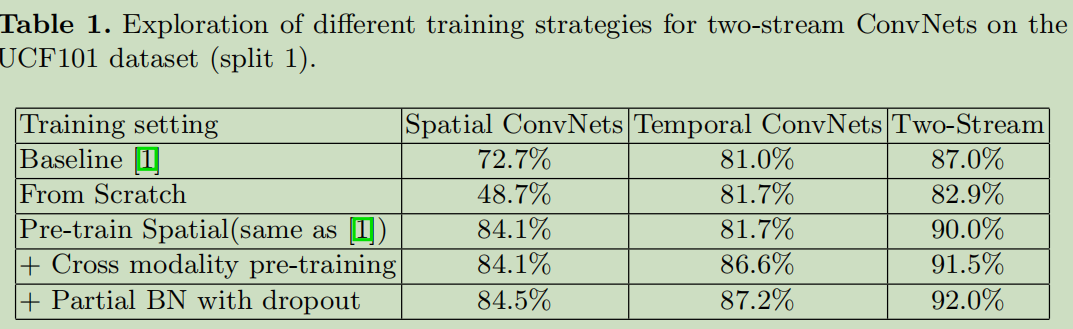 Table 1. Exploration of different training strategies for two-stream ConvNets on the
UCF101 dataset (split 1).
Training setting Spatial ConvNets Temporal ConvNets Two-Stream
Baseline [1] 72.7% 81.0% 87.0%
From Scratch 48.7% 81.7% 82.9%
Pre-train Spatial(same as [1]) 84.1% 81.7% 90.0%
+ Cross modality pre-training 84.1% 86.6% 91.5%
+ Partial BN with dropout 84.5% 87.2% 92.0%